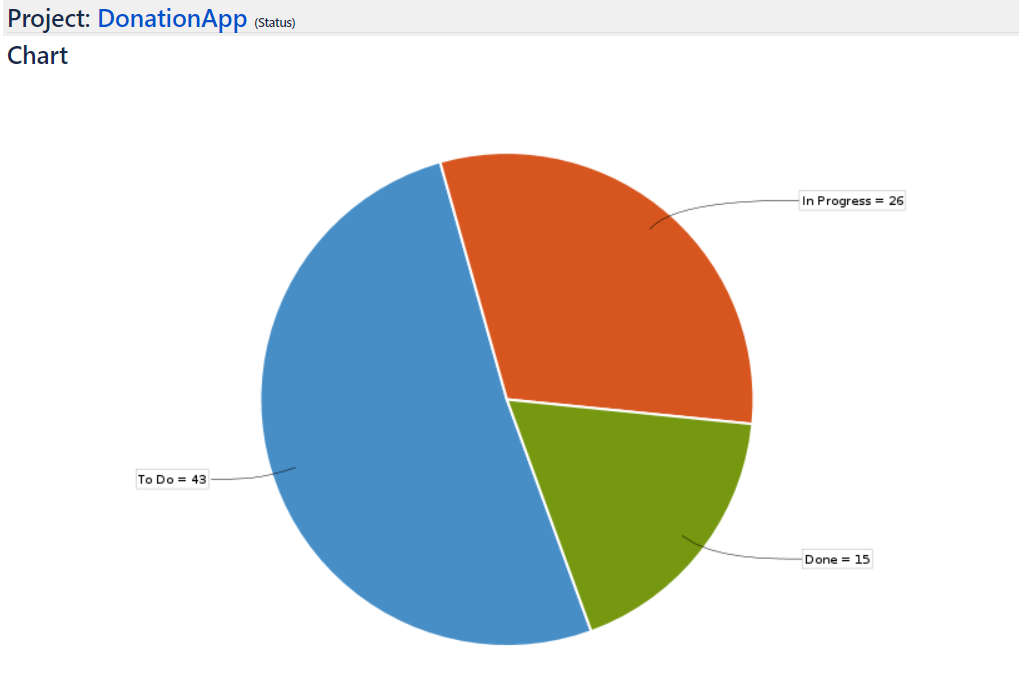 Project: DonationApp (Status)
Chart
In Progress = 26
To Do = 43
Done = 15